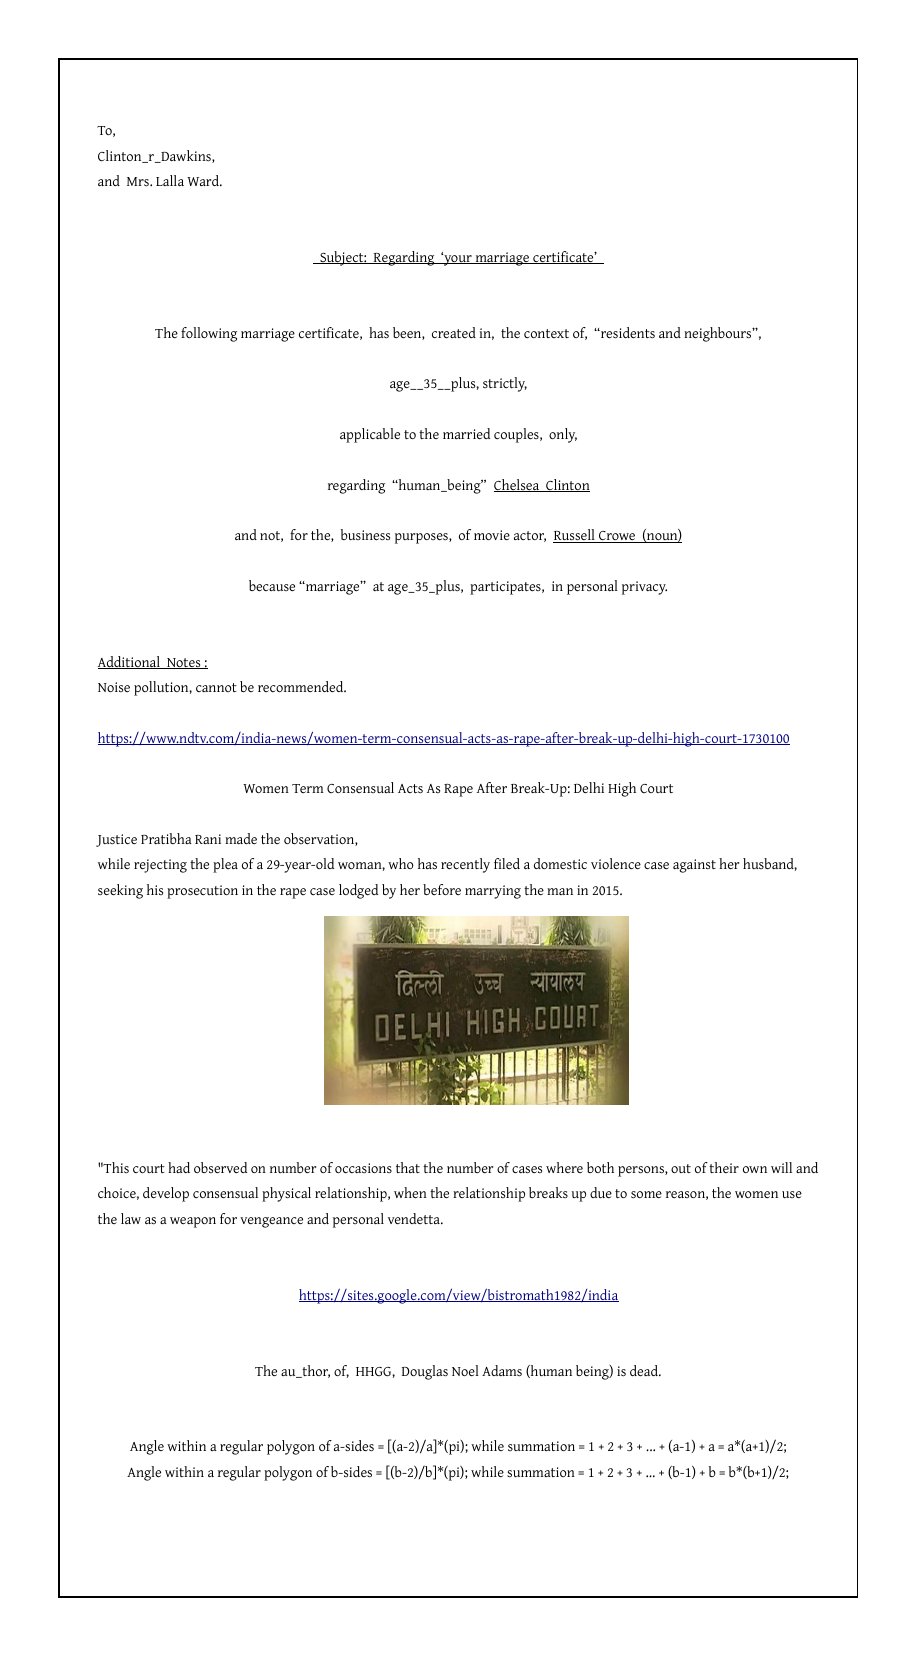 To,
Clinton_r_Dawkins,
and  Mrs. Lalla Ward.
Subject:  Regarding  ‘your marriage certificate’
The following marriage certificate,  has been,  created in,  the context of,  “residents and neighbours”,
age__35__plus, strictly,
applicable to the married couples,  only,
regarding  “human_being”  Chelsea  Clinton
and not,  for the,  business purposes,  of movie actor,  Russell Crowe  (noun)
because “marriage”  at age_35_plus,  participates,  in personal privacy.
Additional  Notes :
Noise pollution, cannot be recommended.
https://www.ndtv.com/india-news/women-term-consensual-acts-as-rape-after-break-up-delhi-high-court-1730100
Women Term Consensual Acts As Rape After Break-Up: Delhi High Court
Justice Pratibha Rani made the observation,
while rejecting the plea of a 29-year-old woman, who has recently filed a domestic violence case against her husband,
seeking his prosecution in the rape case lodged by her before marrying the man in 2015.
दिल्ली उच्च न्यायालय
DELHI HIGH COURT
"This court had observed on number of occasions that the number of cases where both persons, out of their own will and
choice, develop consensual physical relationship, when the relationship breaks up due to some reason, the women use
the law as a weapon for vengeance and personal vendetta.
https://sites.google.com/view/bistromath1982/india
The au_thor, of,  HHGG,  Douglas Noel Adams (human being) is dead.
Angle within a regular polygon of a-sides = [(a-2)/a]*(pi); while summation = 1 + 2 + 3 + ... + (a-1) + a = a*(a+1)/2;
Angle within a regular polygon of b-sides = [(b-2)/b]*(pi); while summation = 1 + 2 + 3 + ... + (b-1) + b = b*(b+1)/2;